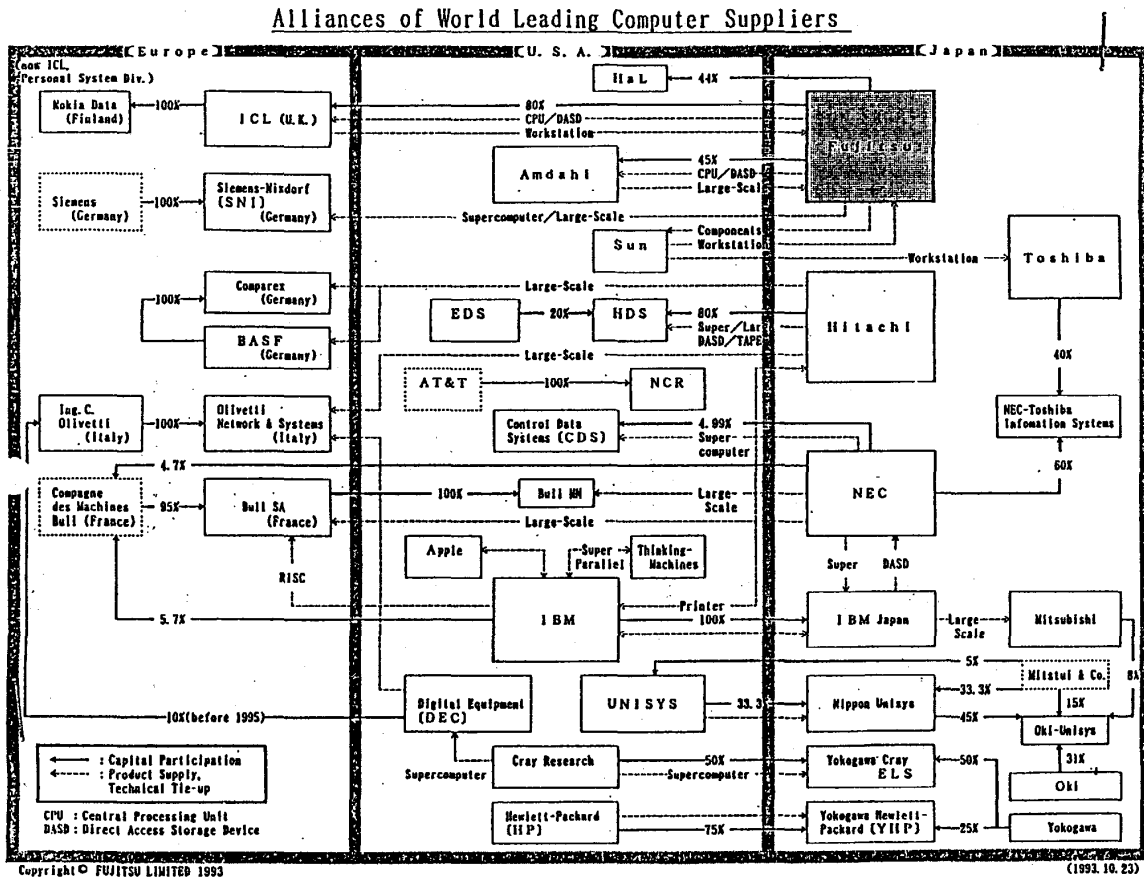 Alliances of World Leading Computer Suppliers
【Europe】
【U. S. A.】
【Japan】
(now ICL,
Personal System Div.)
HaL
44%
Nokia Data
(Finland)
100%
ICL (U.K.)
80%
CPU/DASD
Workstation
Fujitsu
Amdahl
45%
CPU/DASD
Large-Scal
Siemens
(Germany)
100%
Siemens-Nixdorf
(SNI)
(Germany)
Supercomputer/Large-Scale
Components
Sun
Workstation
Workstation
Toshiba
Comparex
(Germany)
Large-Scale
100%
EDS
20%
HDS
80%
Super/Lar
DASD/TAPE
Hitachi
BASF
(Germany)
Large-Scale
40%
AT&T
100%
NCR
Ing. C.
Olivetti
(Italy)
100%
Olivetti
Network & Systems
(Italy)
Control Data
Systems (CDS)
4.99%
Super-
computer
NEC-Toshiba
Infomation Systems
4.7%
60%
Compagne
des Machines
Bull (France)
95%
Bull SA
(France)
100%
Bull HN
Large-
Scale
NEC
Large-Scale
Apple
Super
Parallel
Thinking-
Machines
RISC
Super
DASD
Printer
5.7%
IBM
100%
IBM Japan
Large-
Scale
Mitsubishi
5%
8%
Digital Equipment
(DEC)
UNISYS
33.3
Nippon Unisys
33.3%
Mitstui & Co.
15%
10%(before 1995)
45%
Oki-Unisys
: Capital Participation
: Product Supply,
Technical Tie-up
Supercomputer
Cray Research
50%
Supercomputer
Yokogawa Cray
ELS
50%
31%
Oki
CPU : Central Processing Unit
DASD : Direct Access Storage Device
Hewlett-Packard
(HP)
75%
Yokogawa Hewlett-
Packard (YHP)
25%
Yokogawa
Copyright© FUJITSU LIMITED 1993
(1993.10.23)